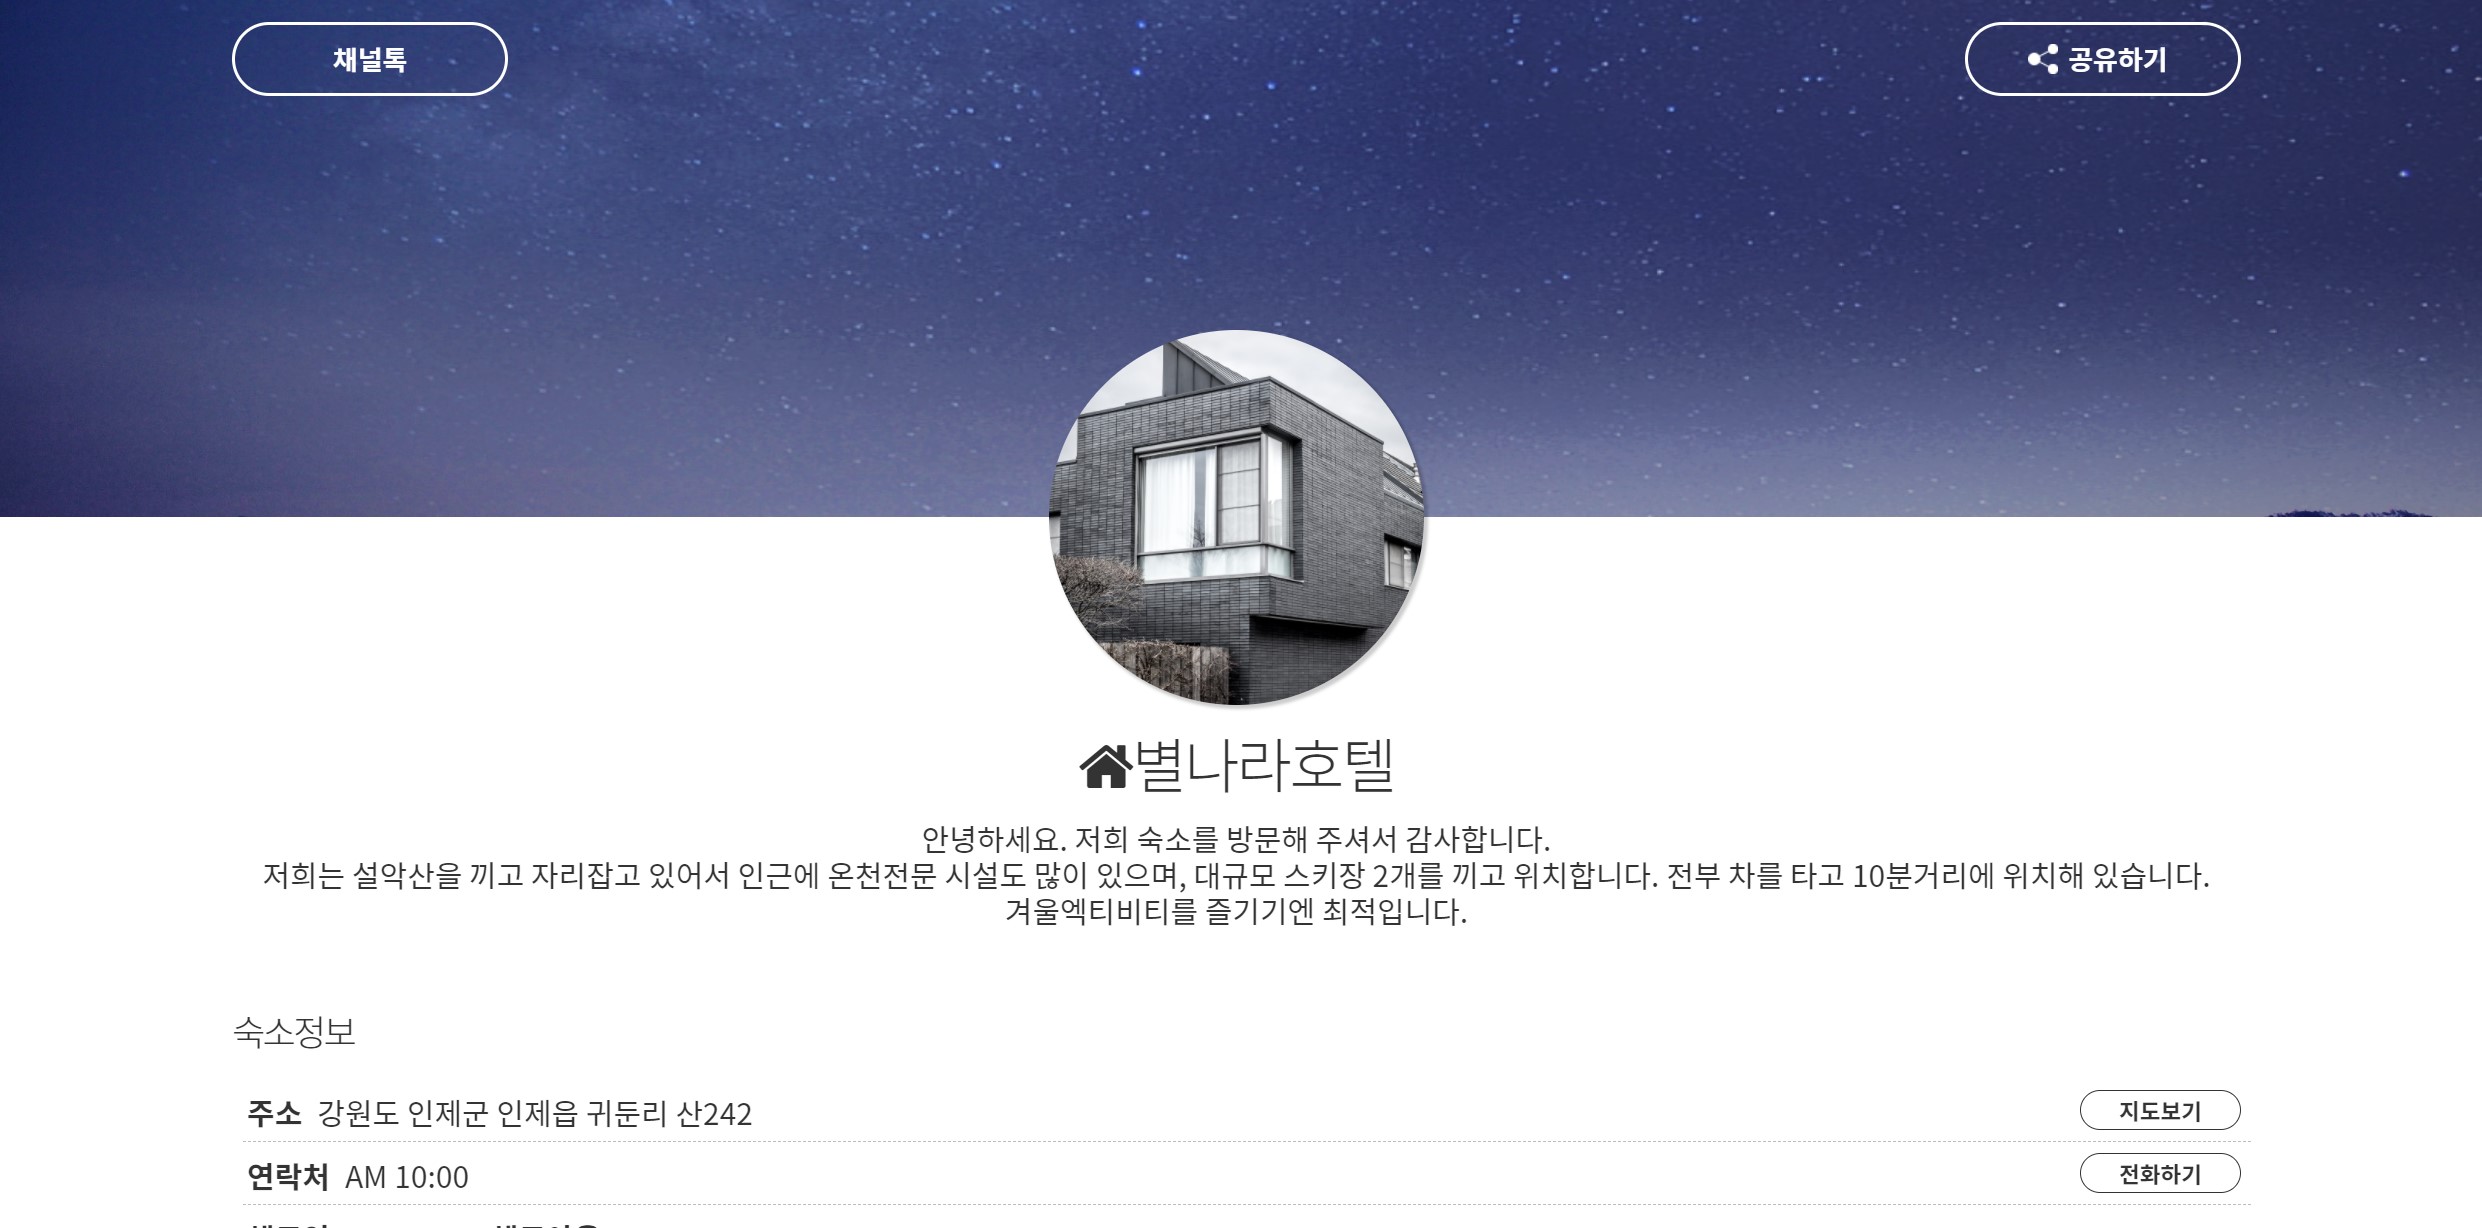 채널톡
공유하기
별나라호텔
안녕하세요. 저희 숙소를 방문해 주셔서 감사합니다.
저희는 설악산을 끼고 자리잡고 있어서 인근에 온천전문 시설도 많이 있으며, 대규모 스키장 2개를 끼고 위치합니다. 전부 차를 타고 10분거리에 위치해 있습니다.
겨울엑티비티를 즐기기엔 최적입니다.
숙소정보
주소 강원도 인제군 인제읍 귀둔리 산242
지도보기
연락처 AM 10:00
전화하기